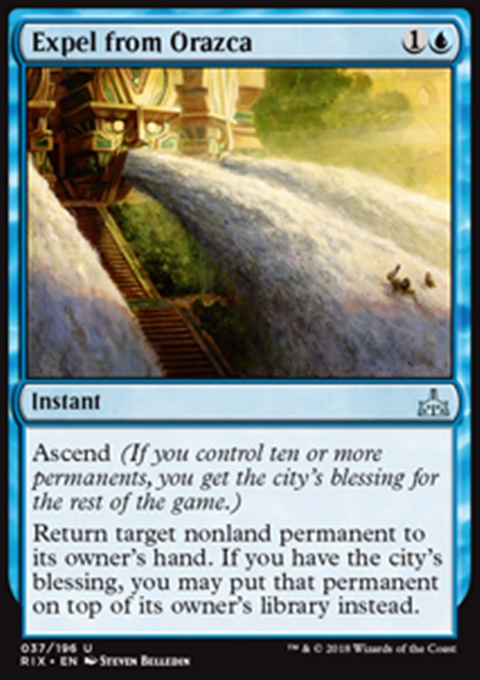 Expel from Orazca 1
Instant
Ascend (If you control ten or more
permanents, you get the city's blessing for
the rest of the game.)
Return target nonland permanent to
its owner's hand. If you have the city's
blessing, you may put that permanent
on top of its owner's library instead.
037/196 U
RIX • EN Steven Belledin
™ & © 2018 Wizards of the Coast